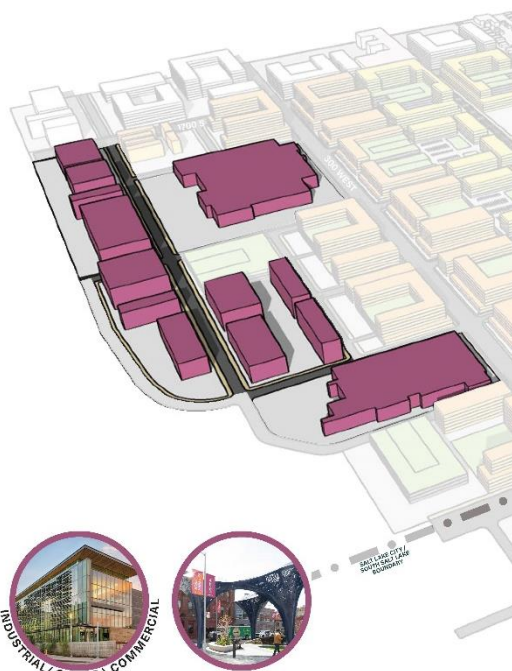 1700
300 WEST
SALT LAKE CITY /
SOUTH SALT LAKE
BOUNDARY
INDUSTRIAL / COMMERCIAL